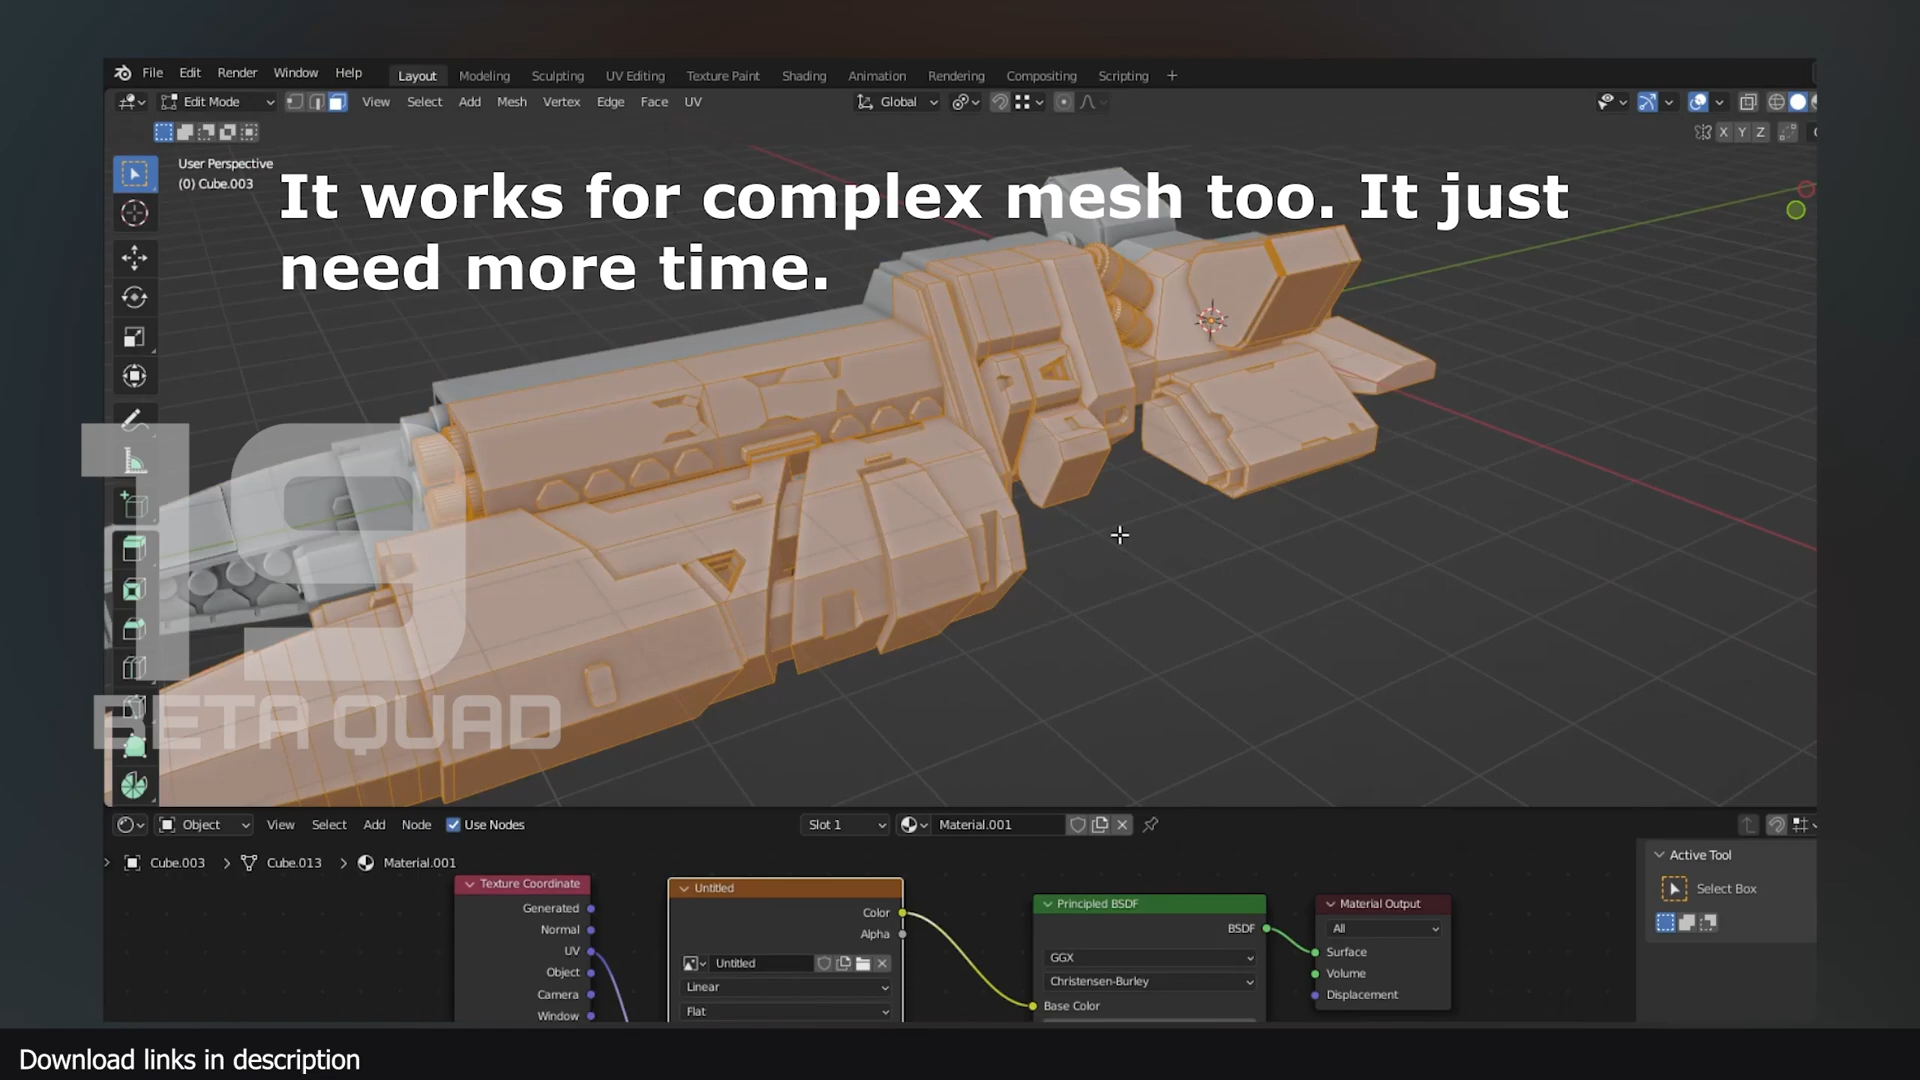 File Edit Render Window Help Layout Modeling Sculpting UV Editing Texture Paint Shading Animation Rendering Compositing Scripting +
Edit Mode View Select Add Mesh Vertex Edge Face UV Global
X Y Z
User Perspective
(0) Cube.003
It works for complex mesh too. It just
need more time.
19
BETA QUAD
Object View Select Add Node Use Nodes Slot 1 Material.001
Cube.003 > Cube.013 > Material.001
Active Tool
Select Box
Texture Coordinate
Generated
Normal
UV
Object
Camera
Window
Untitled
Color
Alpha
Untitled
Linear
Flat
Principled BSDF
BSDF
GGX
Christensen-Burley
Base Color
Material Output
All
Surface
Volume
Displacement
Download links in description